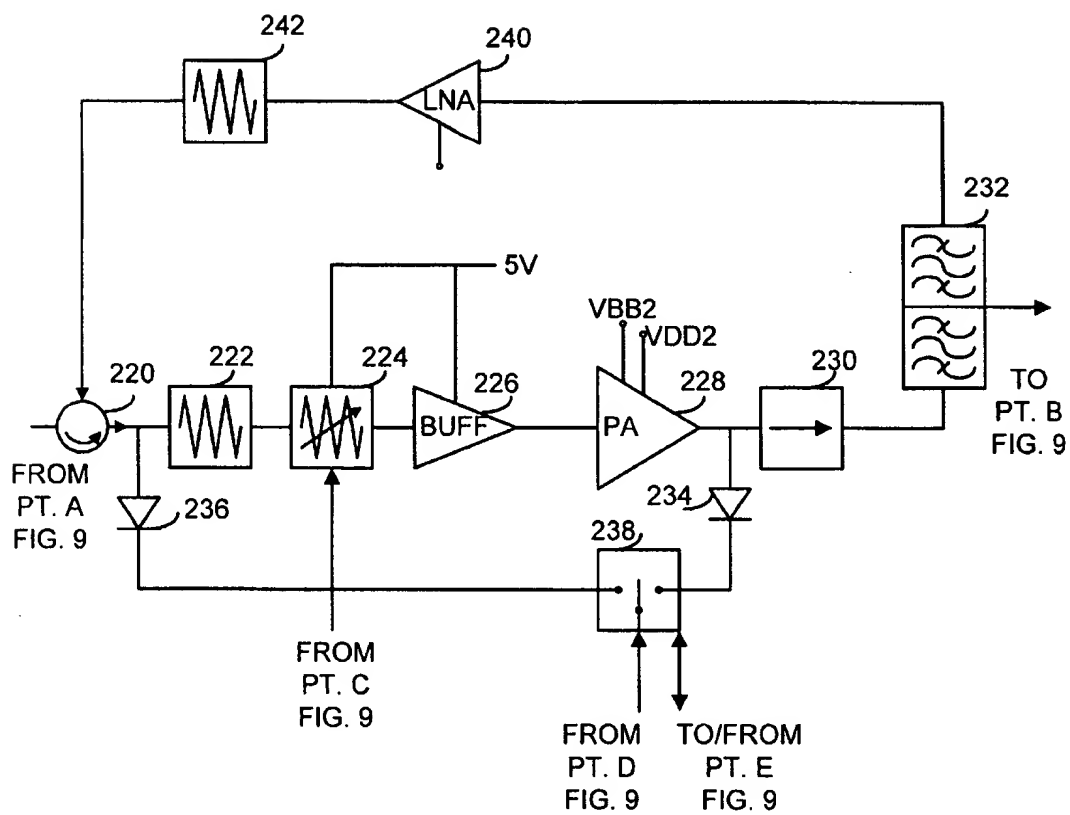 242
240
LNA
232
5V
VBB2
VDD2
220
222
224
226
228
230
BUFF
PA
TO
PT. B
FIG. 9
FROM
PT. A
FIG. 9
236
234
238
FROM
PT. C
FIG. 9
FROM
PT. D
FIG. 9
TO/FROM
PT. E
FIG. 9